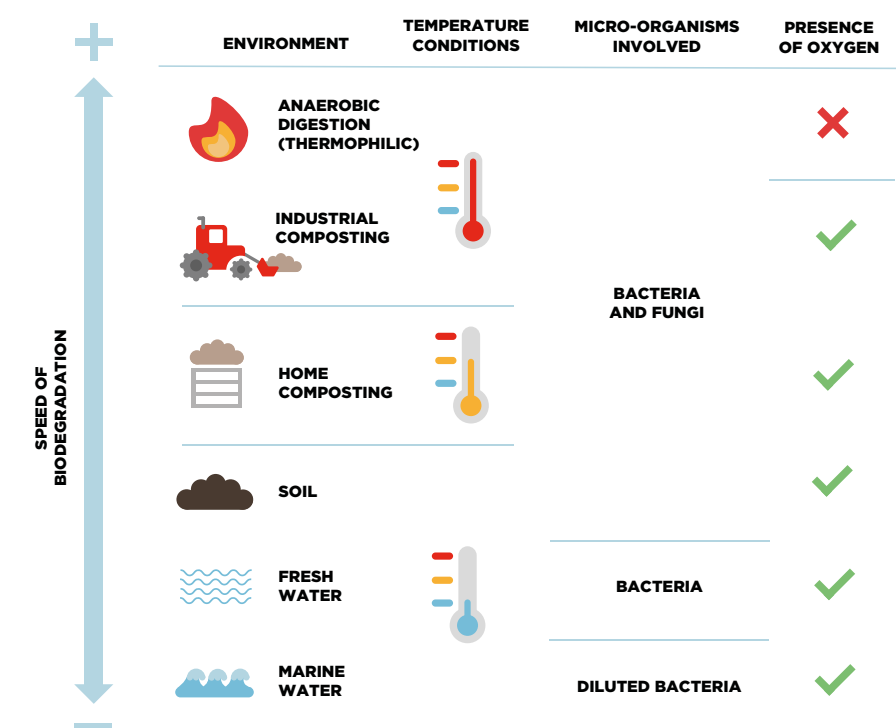 ENVIRONMENT
TEMPERATURE
CONDITIONS
MICRO-ORGANISMS
INVOLVED
PRESENCE
OF OXYGEN
SPEED OF
BIODEGRADATION
ANAEROBIC
DIGESTION
(THERMOPHILIC)
INDUSTRIAL
COMPOSTING
BACTERIA
AND FUNGI
HOME
COMPOSTING
SOIL
FRESH
WATER
BACTERIA
MARINE
WATER
DILUTED BACTERIA